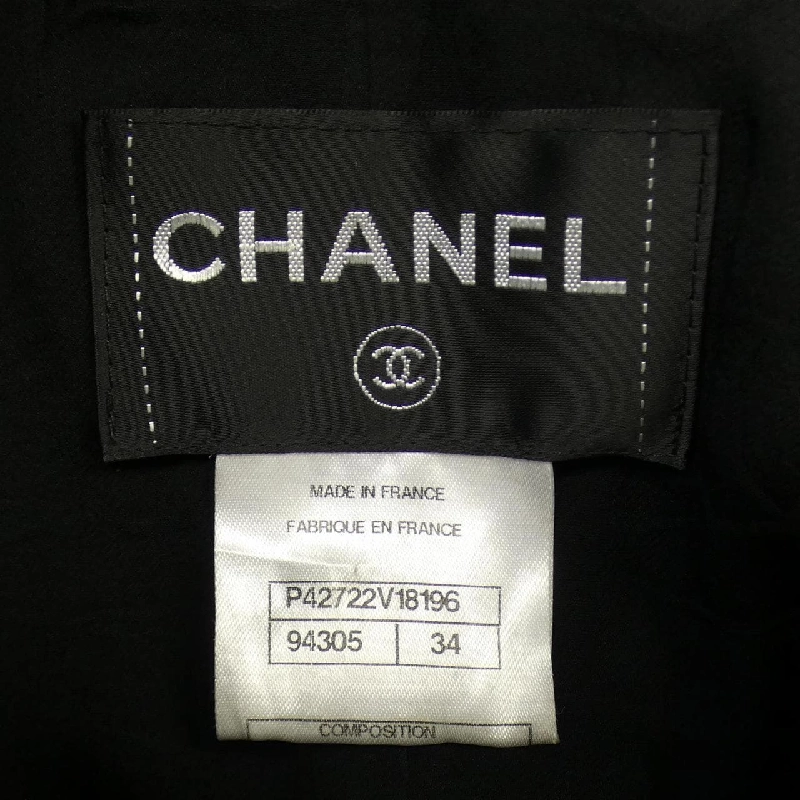 CHANEL
MADE IN FRANCE
FABRIQUE EN FRANCE
P42722V18196
94305 34
COMPOSITION